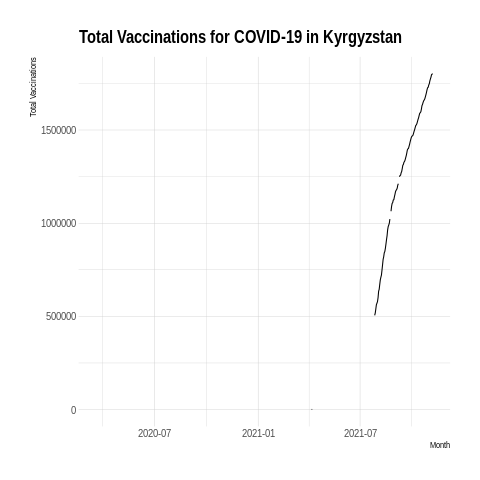 Total Vaccinations for COVID-19 in Kyrgyzstan
Total Vaccinations
1500000
1000000
500000
0
2020-07 2021-01 2021-07
Month